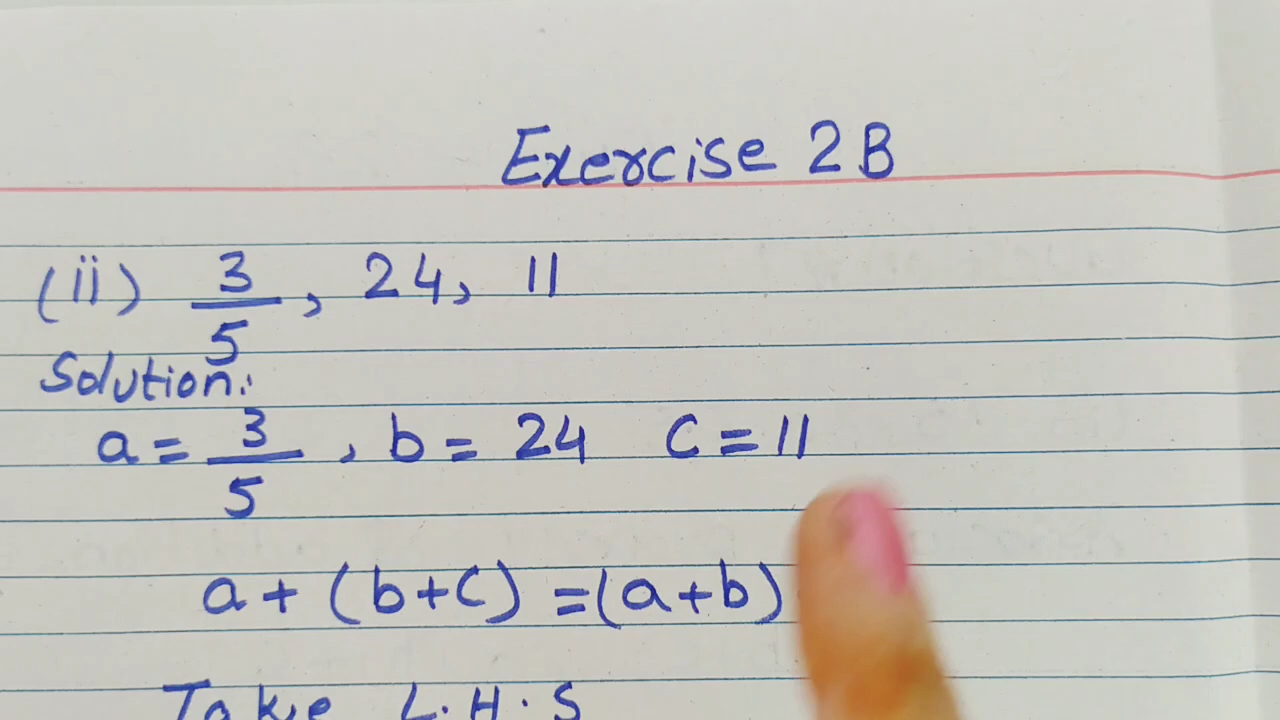 Exercise 2B
(ii) 3/5, 24, 11
Solution:
a = 3/5, b = 24 C = 11
a + (b+c) = (a+b)
Take L.H.S